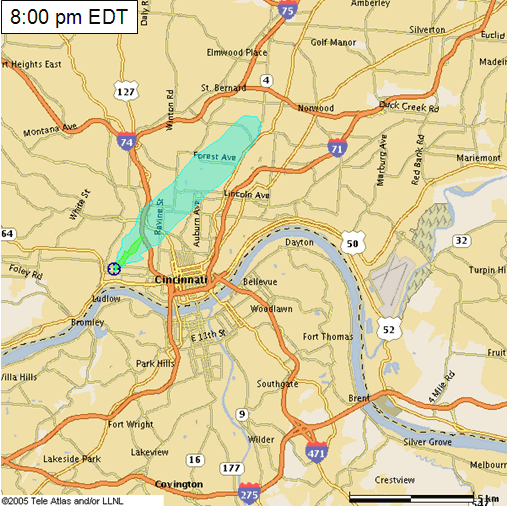 8:00 pm EDT
Daly R
75
Elmwood Place
Golf Manor
Silverton
Euclid
rt Heights East
127
St. Bernard
4
Madei
Winton Rd
Norwood
Duck Creek Rd
Montana Ave
74
71
Forest Ave
Marburg Ave
Red Bank Rd
Mariemont
White St
Ravine St
Auburn Ave
Lincoln Ave
64
Dayton
50
32
Foley Rd
Cincinnati
Bellevue
Turpin Hi
Ludlow
Woodlawn
Bromley
E 13th St
Fort Thomas
52
Park Hills
Fruit
Villa Hills
Southgate
Brent
4 Mile Rd
Fort Wright
9
Wilder
471
Silver Grove
Lakeside Park
Lakeview
16
177
Melbour
Covington
275
Crestview
5 km
©2005 Tele Atlas and/or LLNL